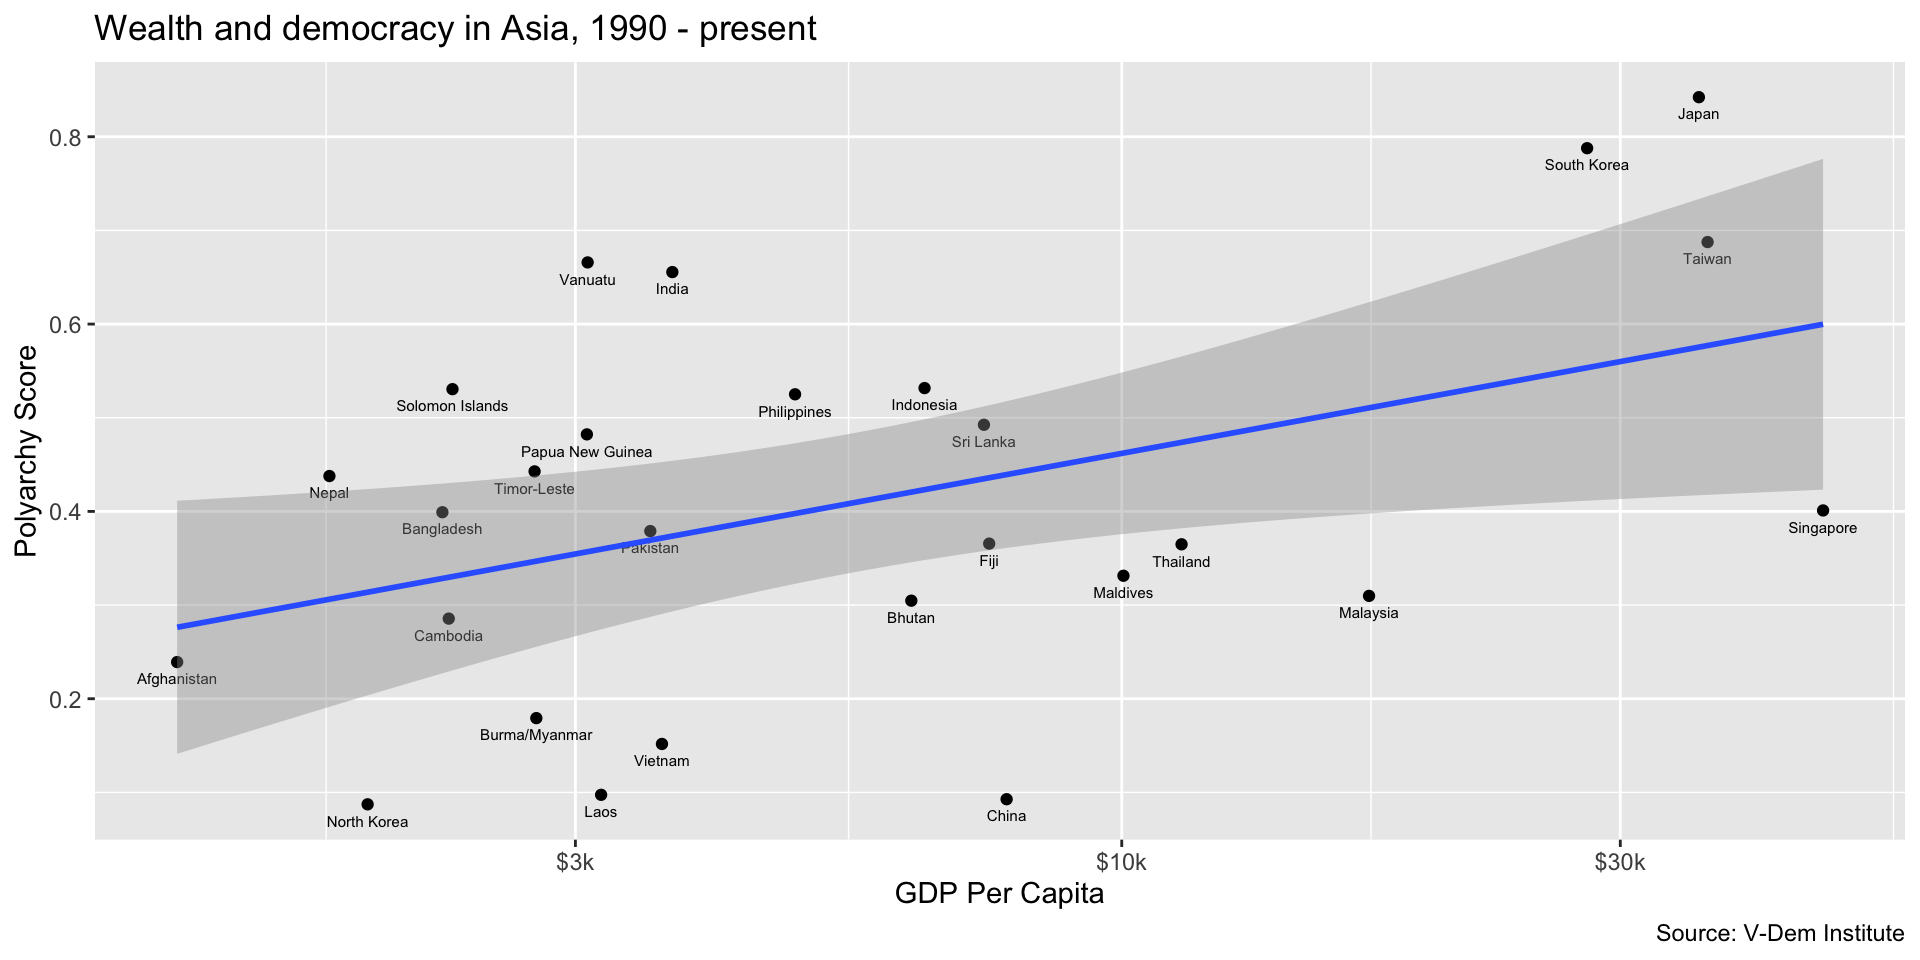 Wealth and democracy in Asia, 1990 - present
Polyarchy Score
0.8
0.6
0.4
0.2
Japan
South Korea
Taiwan
Vanuatu
India
Solomon Islands
Philippines
Indonesia
Sri Lanka
Papua New Guinea
Timor-Leste
Nepal
Bangladesh
Pakistan
Singapore
Fiji
Thailand
Maldives
Malaysia
Bhutan
Cambodia
Afghanistan
Burma/Myanmar
Vietnam
Laos
North Korea
China
$3k
$10k
$30k
GDP Per Capita
Source: V-Dem Institute